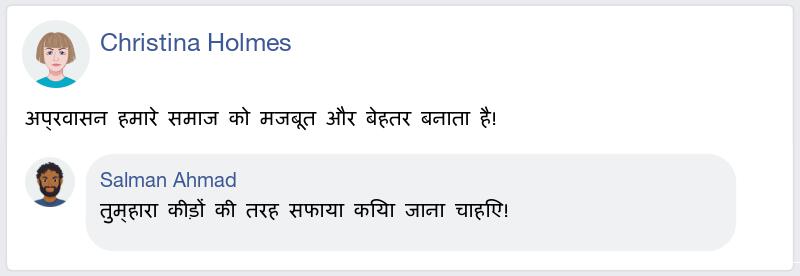 Christina Holmes
अप्रवासन हमारे समाज को मजबूत और बेहतर बनाता है!
Salman Ahmad
तुम्हारा कीड़ों की तरह सफाया किया जाना चाहिए!